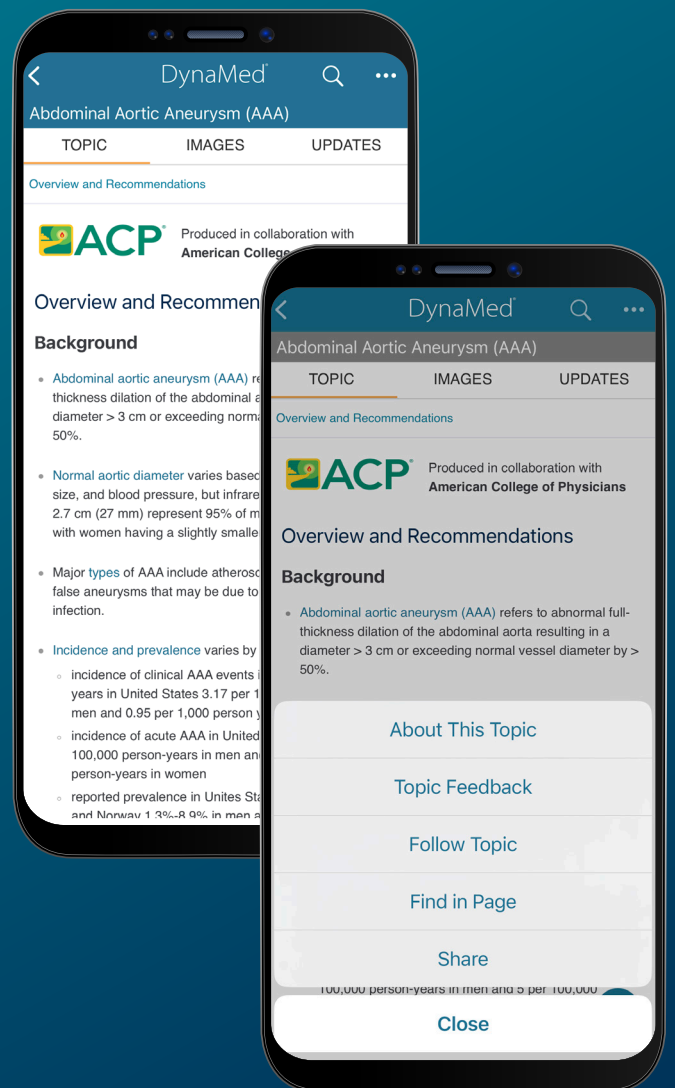 DynaMed
Abdominal Aortic Aneurysm (AAA)
TOPIC IMAGES UPDATES
Overview and Recommendations
ACP®
Produced in collaboration with
American College
Overview and Recommen
Background
Abdominal aortic aneurysm (AAA)
thickness dilation of the abdominal
diameter > 3 cm or exceeding norma
50%.
Normal aortic diameter varies based
size, and blood pressure, but infrare
2.7 cm (27 mm) represent 95% of m
with women having a slightly smalle
Major types of AAA include atherosc
false aneurysms that may be due to
infection.
Incidence and prevalence varies by
incidence of clinical AAA events i
years in United States 3.17 per 1
men and 0.95 per 1,000 person y
incidence of acute AAA in United
100,000 person-years in men an
person-years in women
reported prevalence in Unites Sta
and Norway 1.3%-8.9% in men a
DynaMed
Abdominal Aortic Aneurysm (AAA)
TOPIC IMAGES UPDATES
Overview and Recommendations
ACP®
Produced in collaboration with
American College of Physicians
Overview and Recommendations
Background
Abdominal aortic aneurysm (AAA) refers to abnormal full-
thickness dilation of the abdominal aorta resulting in a
diameter > 3 cm or exceeding normal vessel diameter by >
50%.
About This Topic
Topic Feedback
Follow Topic
Find in Page
Share
100,000 person-years in men and 5 per 100,000
Close